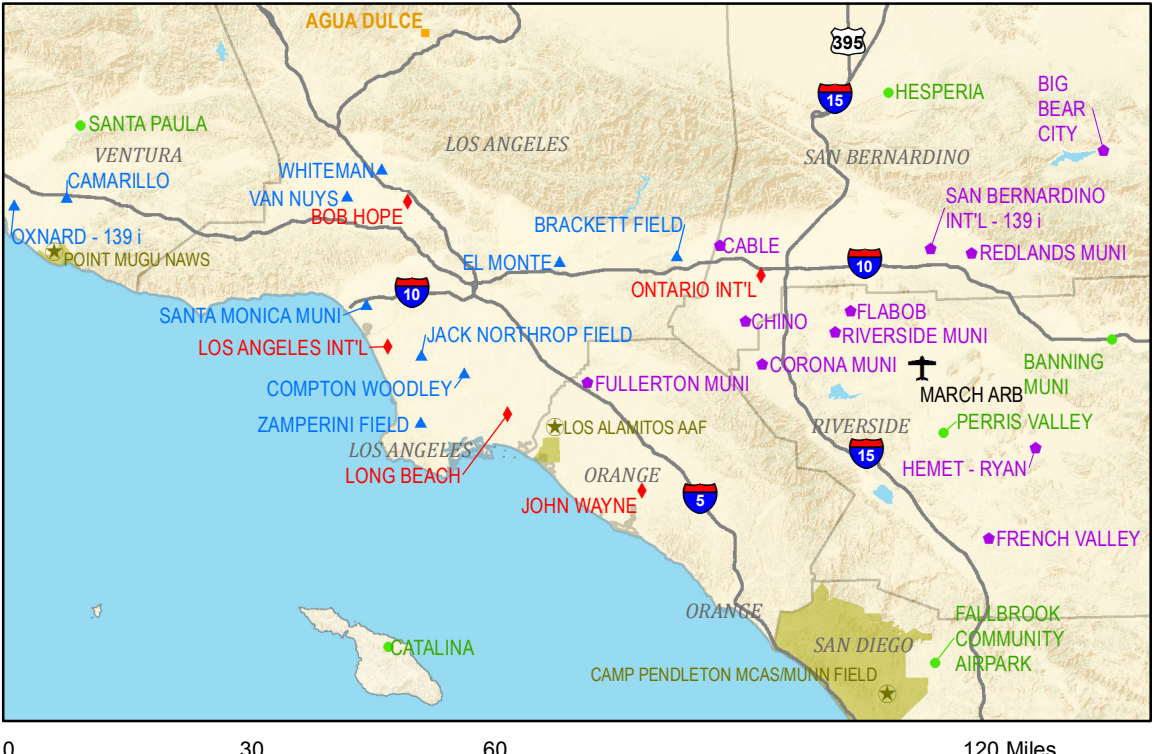 AGUA DULCE
395
15
HESPERIA
BIG
BEAR
CITY
SANTA PAULA
VENTURA
LOS ANGELES
SAN BERNARDINO
WHITEMAN
CAMARILLO
VAN NUYS
BOB HOPE
SAN BERNARDINO
INT'L - 139 i
BRACKETT FIELD
OXNARD - 139 i
POINT MUGU NAWS
CABLE
REDLANDS MUNI
EL MONTE
10
10
ONTARIO INT'L
SANTA MONICA MUNI
CHINO
FLABOB
RIVERSIDE MUNI
JACK NORTHROP FIELD
LOS ANGELES INT'L
CORONA MUNI
BANNING
MUNI
COMPTON WOODLEY
FULLERTON MUNI
MARCH ARB
ZAMPERINI FIELD
LOS ALAMITOS AAF
RIVERSIDE
PERRIS VALLEY
LOS ANGELES
15
LONG BEACH
ORANGE
HEMET - RYAN
JOHN WAYNE
5
FRENCH VALLEY
ORANGE
FALLBROOK
COMMUNITY
AIRPARK
SAN DIEGO
CATALINA
CAMP PENDLETON MCAS/MUNN FIELD
0 30 60 120 Miles